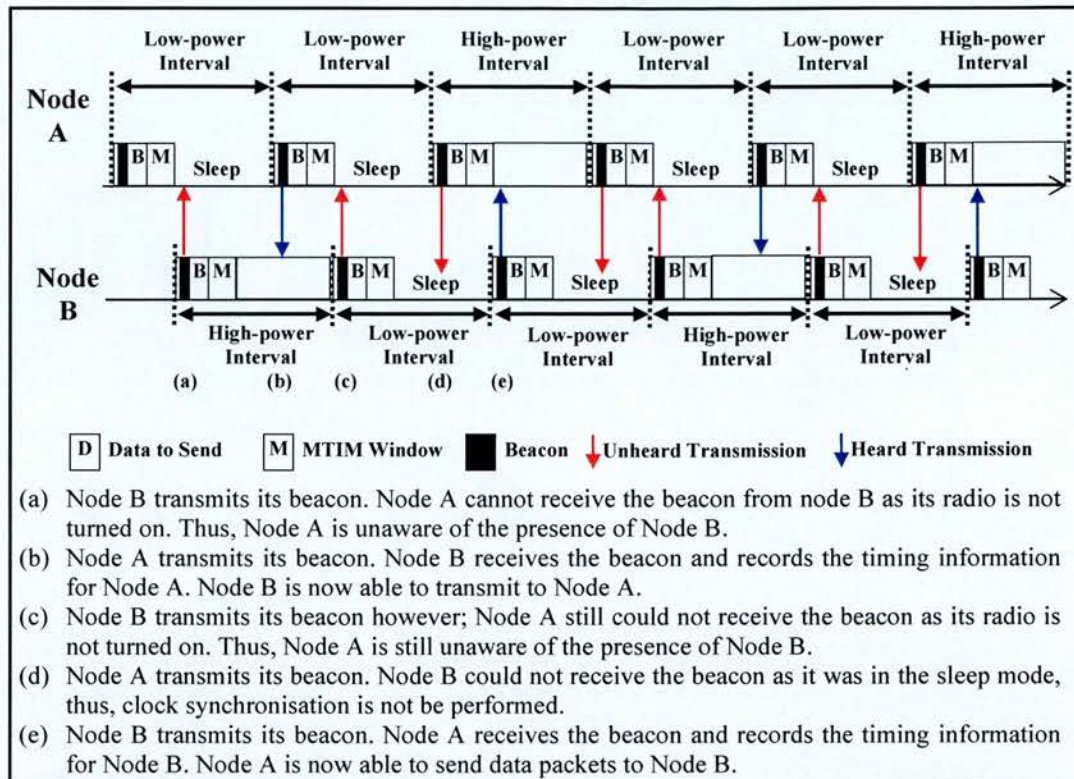 Low-power Interval
Low-power Interval
High-power Interval
Low-power Interval
Low-power Interval
High-power Interval
Node A
B M Sleep B M Sleep B M B M Sleep B M Sleep B M
Node B
B M B M Sleep B M Sleep B M B M Sleep B M
High-power Interval
Low-power Interval
Low-power Interval
High-power Interval
Low-power Interval
(a) (b) (c) (d) (e)
D Data to Send M MTIM Window Beacon Unheard Transmission Heard Transmission
(a) Node B transmits its beacon. Node A cannot receive the beacon from node B as its radio is not
turned on. Thus, Node A is unaware of the presence of Node B.
(b) Node A transmits its beacon. Node B receives the beacon and records the timing information
for Node A. Node B is now able to transmit to Node A.
(c) Node B transmits its beacon however; Node A still could not receive the beacon as its radio is
not turned on. Thus, Node A is still unaware of the presence of Node B.
(d) Node A transmits its beacon. Node B could not receive the beacon as it was in the sleep mode,
thus, clock synchronisation is not be performed.
(e) Node B transmits its beacon. Node A receives the beacon and records the timing information
for Node B. Node A is now able to send data packets to Node B.